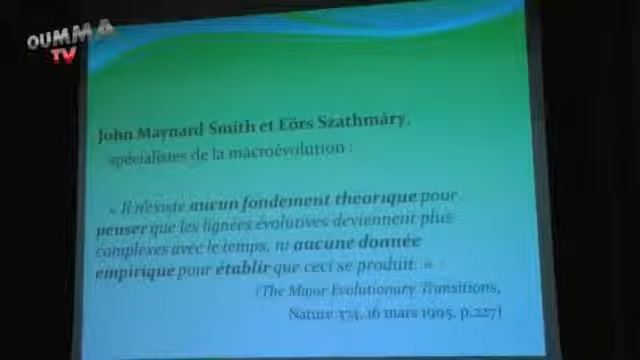 OUMMA
TV
John Maynard Smith et Eörs Szathmáry,
spécialistes de la macroévolution :
« Il n'existe aucun fondement théorique pour
penser que les lignées évolutives deviennent plus
complexes avec le temps, ni aucune donnée
empirique pour établir que ceci se produit. »
(The Major Evolutionary Transitions,
Nature 374, 16 mars 1995, p.227)